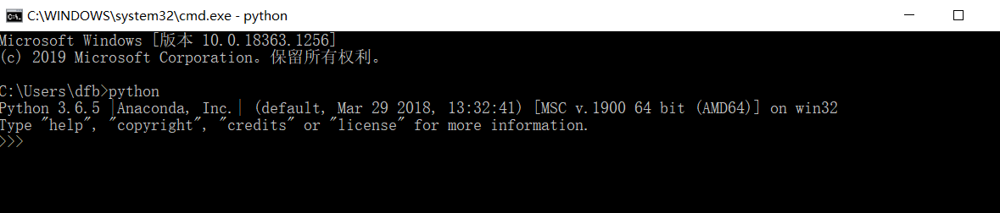 C:\WINDOWS\system32\cmd.exe - python
Microsoft Windows [版本 10.0.18363.1256]
(c) 2019 Microsoft Corporation。保留所有权利。
C:\Users\dfb>python
Python 3.6.5 |Anaconda, Inc.| (default, Mar 29 2018, 13:32:41) [MSC v.1900 64 bit (AMD64)] on win32
Type "help", "copyright", "credits" or "license" for more information.
>>>